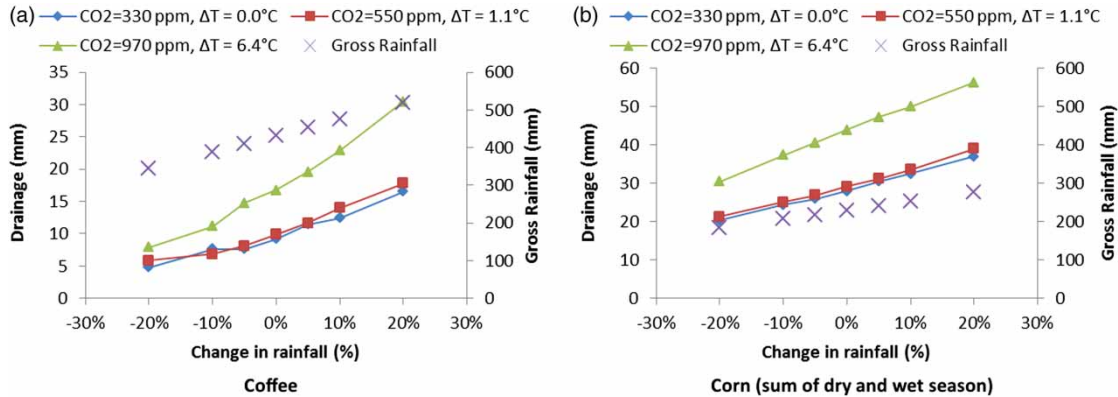 (a)
CO2=330 ppm, ΔT = 0.0°C
CO2=550 ppm, ΔT = 1.1°C
CO2=970 ppm, ΔT = 6.4°C
Gross Rainfall
Drainage (mm)
35
30
25
20
15
10
5
0
600
500
400
300
200
100
0
Gross Rainfall (mm)
-30% -20% -10% 0% 10% 20% 30%
Change in rainfall (%)
Coffee
(b)
CO2=330 ppm, ΔT = 0.0°C
CO2=550 ppm, ΔT = 1.1°C
CO2=970 ppm, ΔT = 6.4°C
Gross Rainfall
Drainage (mm)
60
50
40
30
20
10
0
600
500
400
300
200
100
0
Gross Rainfall (mm)
-30% -20% -10% 0% 10% 20% 30%
Change in rainfall (%)
Corn (sum of dry and wet season)